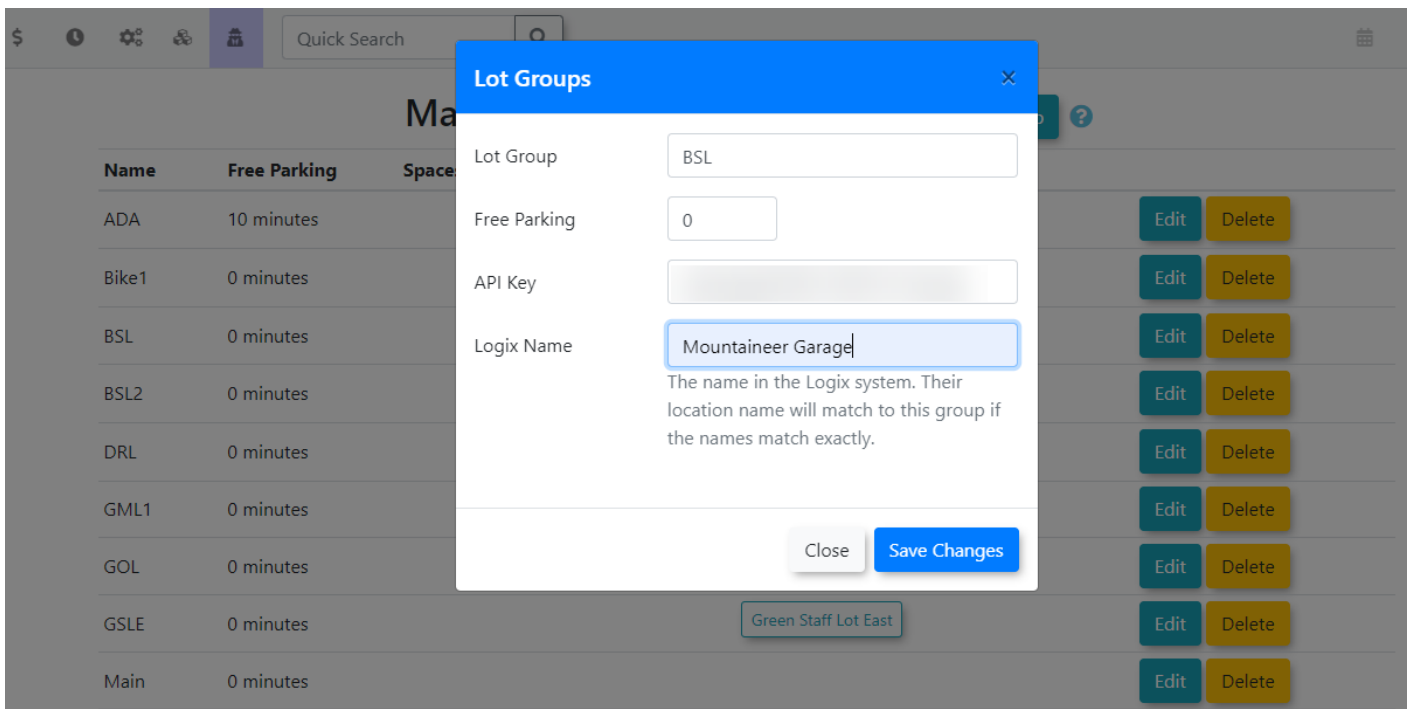 $
Quick Search
Lot Groups
×
Ma
Name Free Parking Space
Lot Group BSL
Free Parking 0
API Key
Logix Name Mountaineer Garage
The name in the Logix system. Their
location name will match to this group if
the names match exactly.
Close Save Changes
ADA 10 minutes Edit Delete
Bike1 0 minutes Edit Delete
BSL 0 minutes Edit Delete
BSL2 0 minutes Edit Delete
DRL 0 minutes Edit Delete
GML1 0 minutes Edit Delete
GOL 0 minutes Edit Delete
GSLE 0 minutes Green Staff Lot East Edit Delete
Main 0 minutes Edit Delete